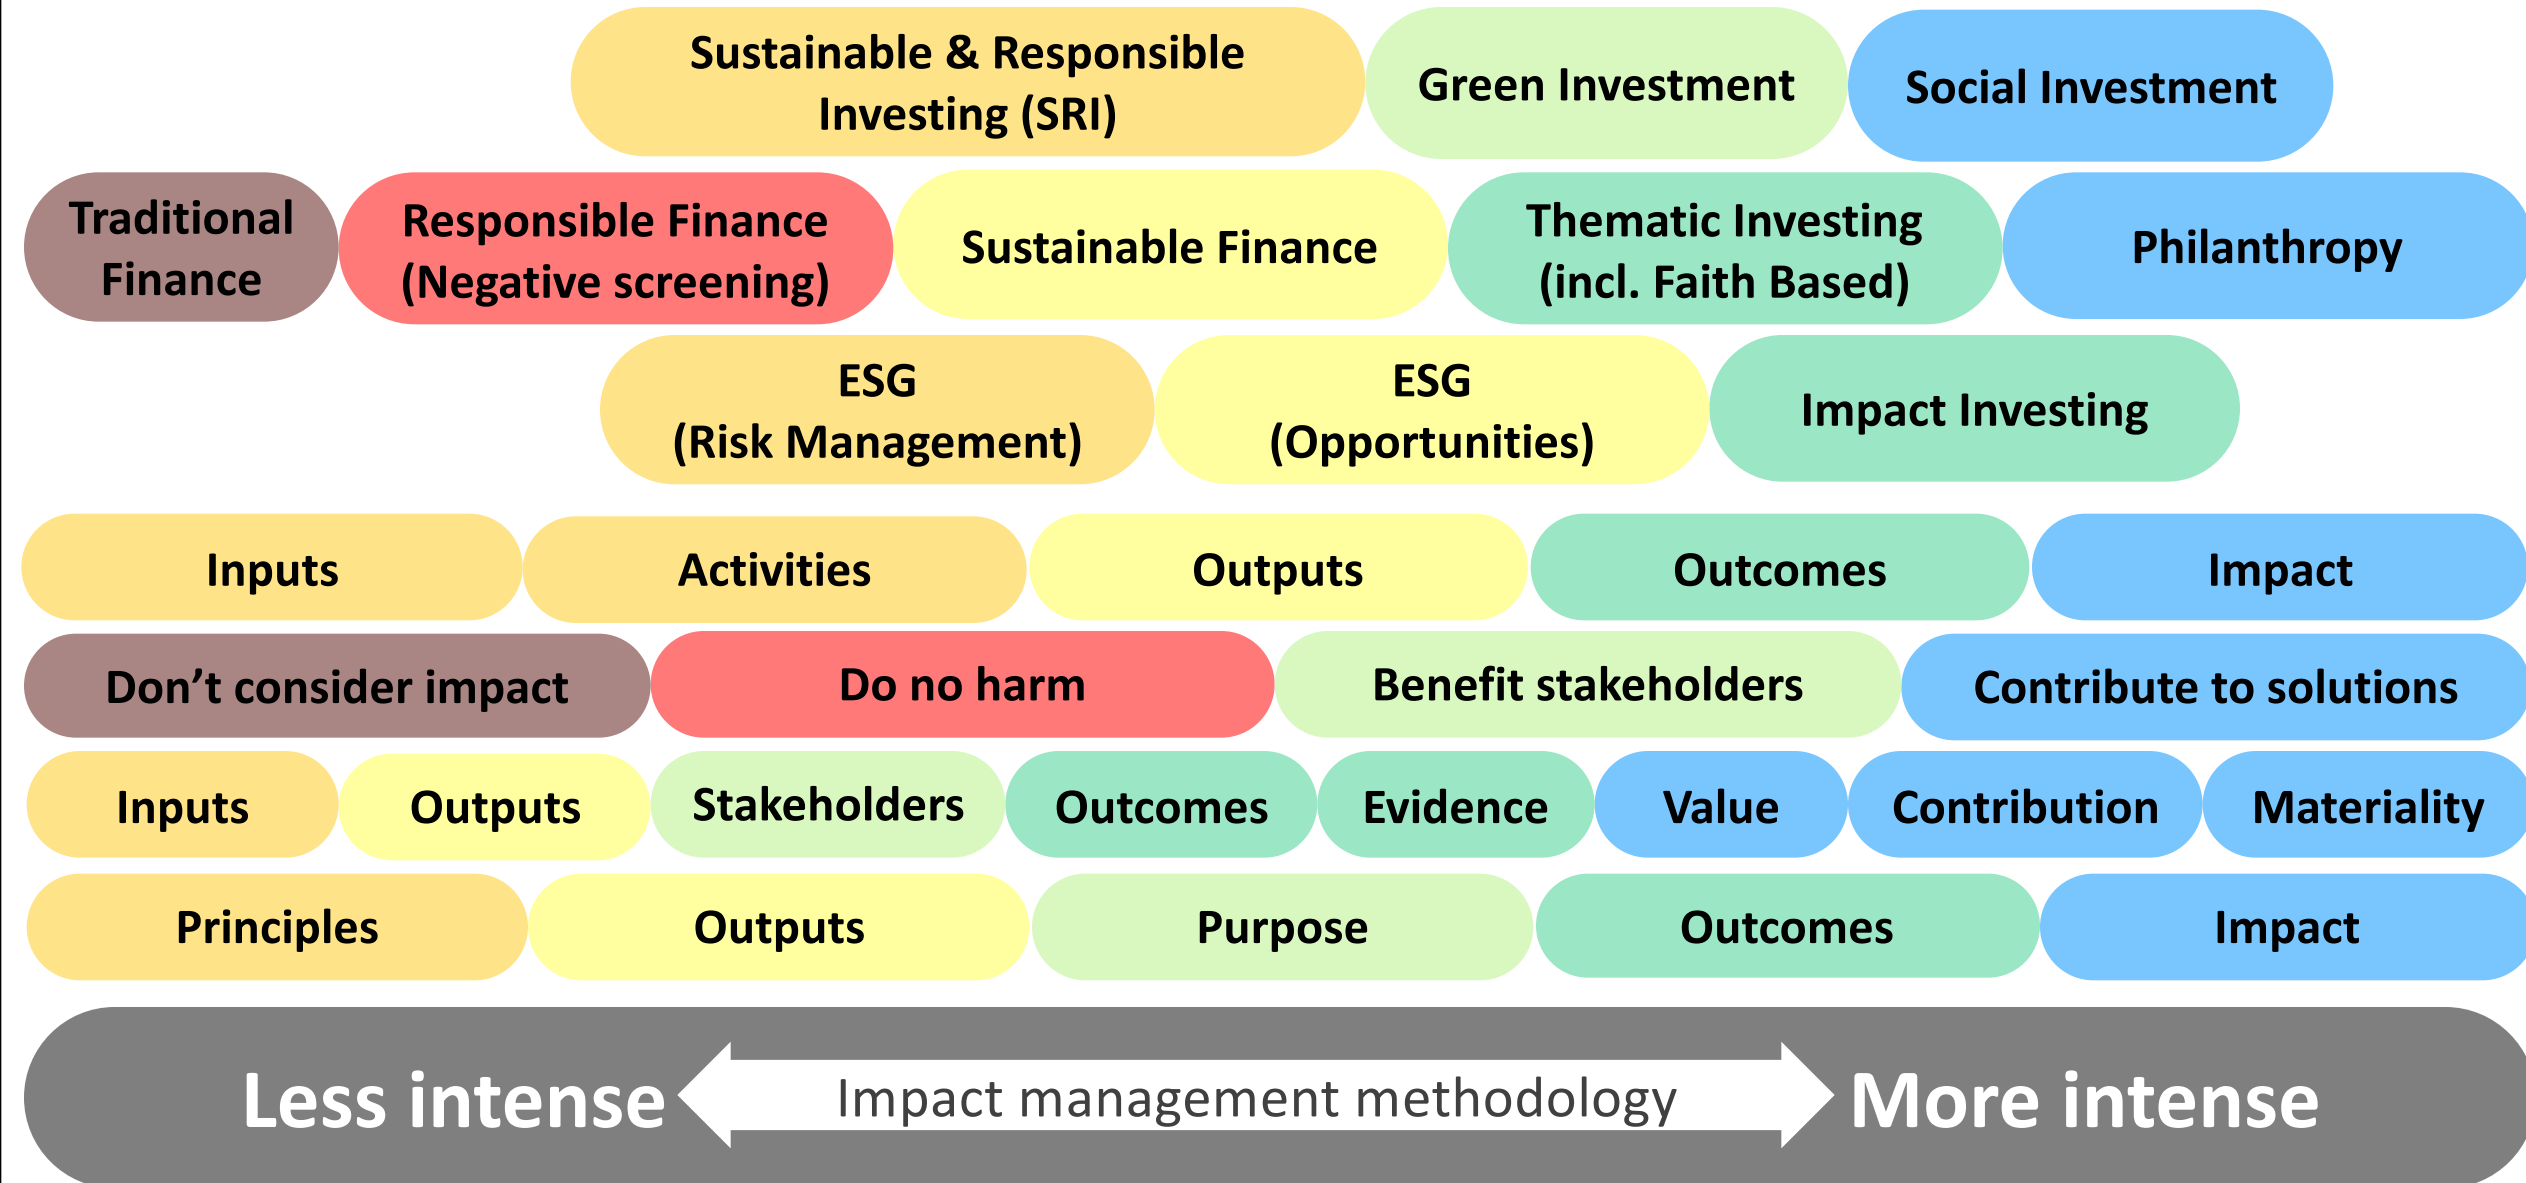 Sustainable & Responsible
Investing (SRI)
Green Investment
Social Investment
Traditional
Finance
Responsible Finance
(Negative screening)
Sustainable Finance
Thematic Investing
(incl. Faith Based)
Philanthropy
ESG
(Risk Management)
ESG
(Opportunities)
Impact Investing
Inputs
Activities
Outputs
Outcomes
Impact
Don’t consider impact
Do no harm
Benefit stakeholders
Contribute to solutions
Inputs
Outputs
Stakeholders
Outcomes
Evidence
Value
Contribution
Materiality
Principles
Outputs
Purpose
Outcomes
Impact
Less intense
Impact management methodology
More intense